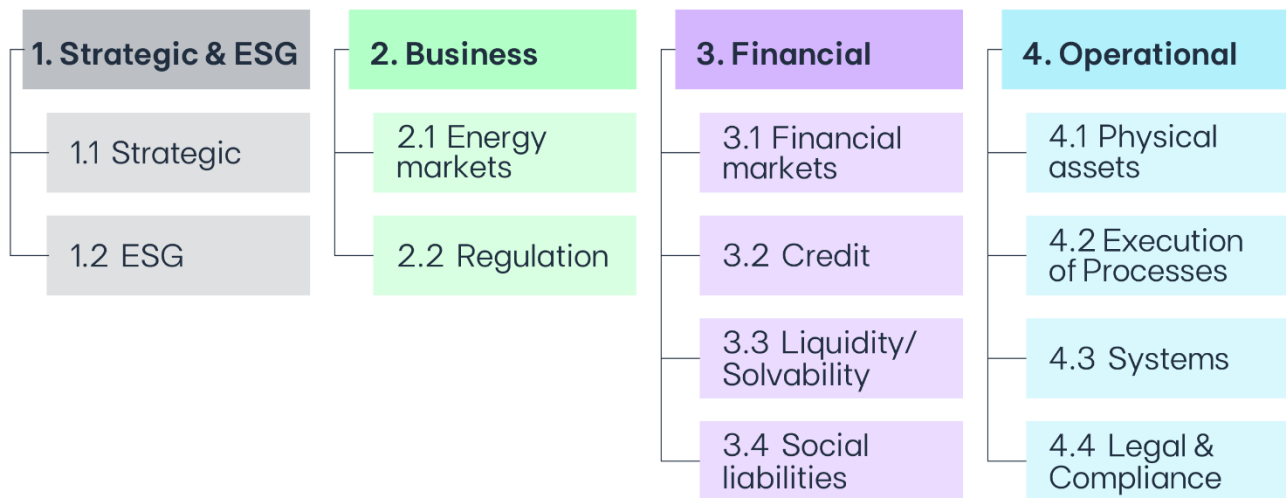 1. Strategic & ESG
1.1 Strategic
1.2 ESG
2. Business
2.1 Energy
markets
2.2 Regulation
3. Financial
3.1 Financial
markets
3.2 Credit
3.3 Liquidity/
Solvability
3.4 Social
liabilities
4. Operational
4.1 Physical
assets
4.2 Execution
of Processes
4.3 Systems
4.4 Legal &
Compliance